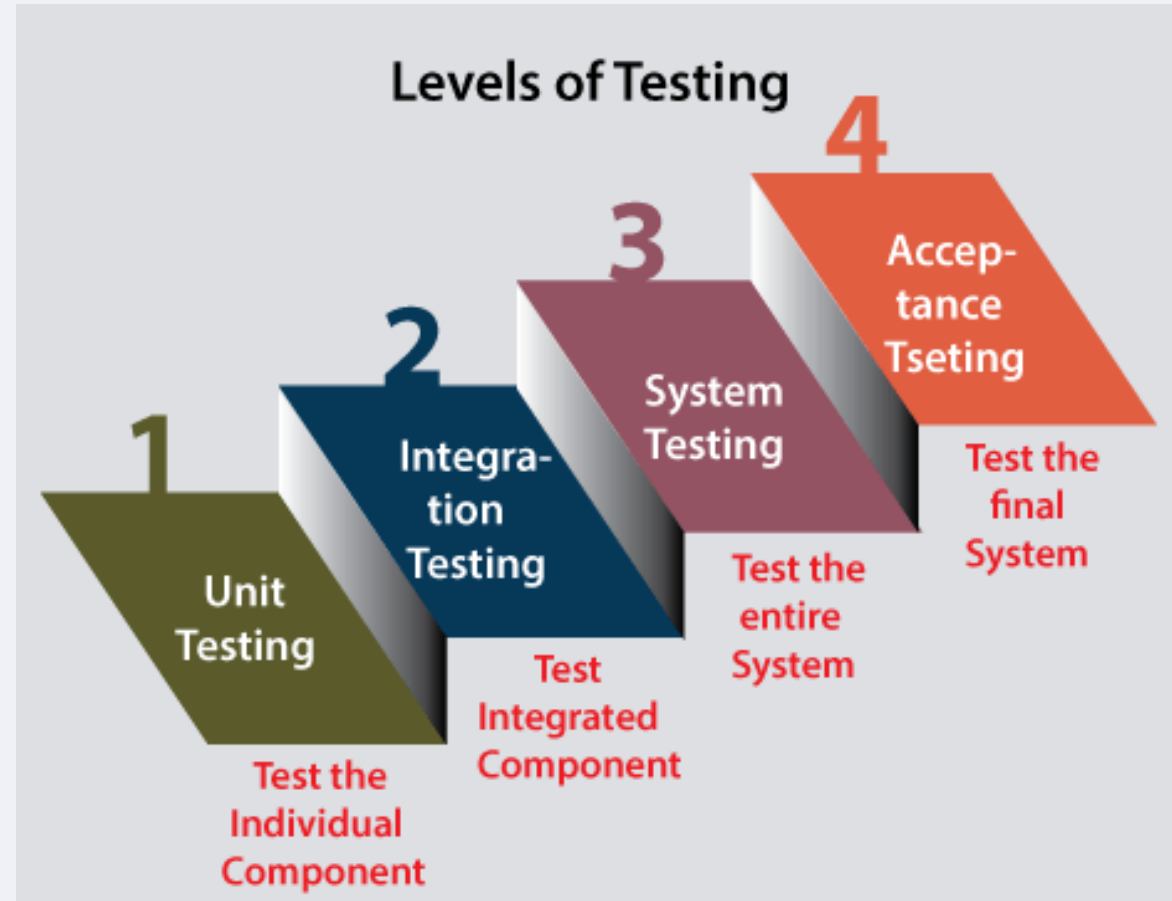 Levels of Testing
1
Unit
Testing
Test the
Individual
Component
2
Integra-
tion
Testing
Test
Integrated
Component
3
System
Testing
Test the
entire
System
4
Accep-
tance
Tseting
Test the
final
System